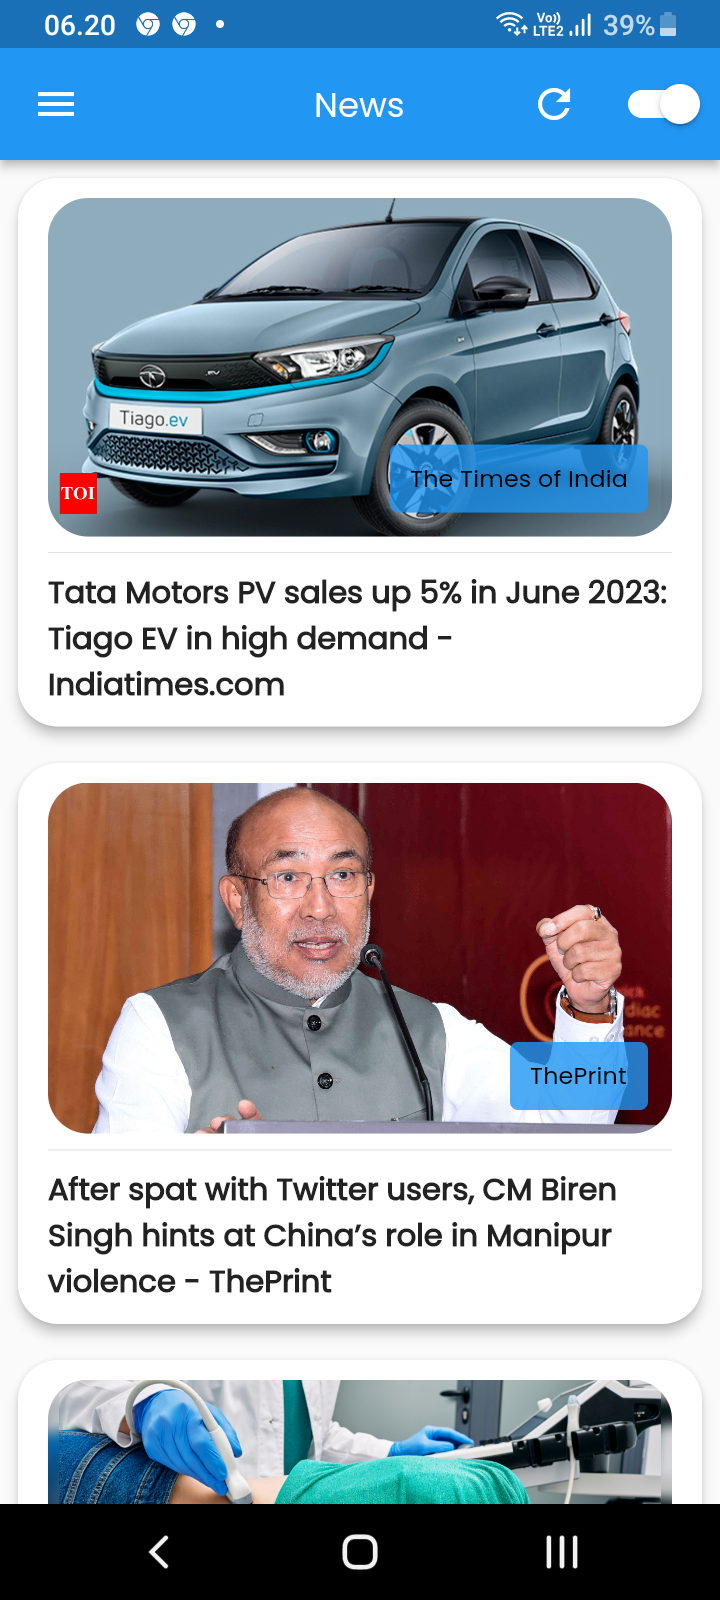 06.20
Vo))
LTE2
39%
News
Tiago.ev
TOI
The Times of India
Tata Motors PV sales up 5% in June 2023:
Tiago EV in high demand -
Indiatimes.com
ThePrint
After spat with Twitter users, CM Biren
Singh hints at China’s role in Manipur
violence - ThePrint